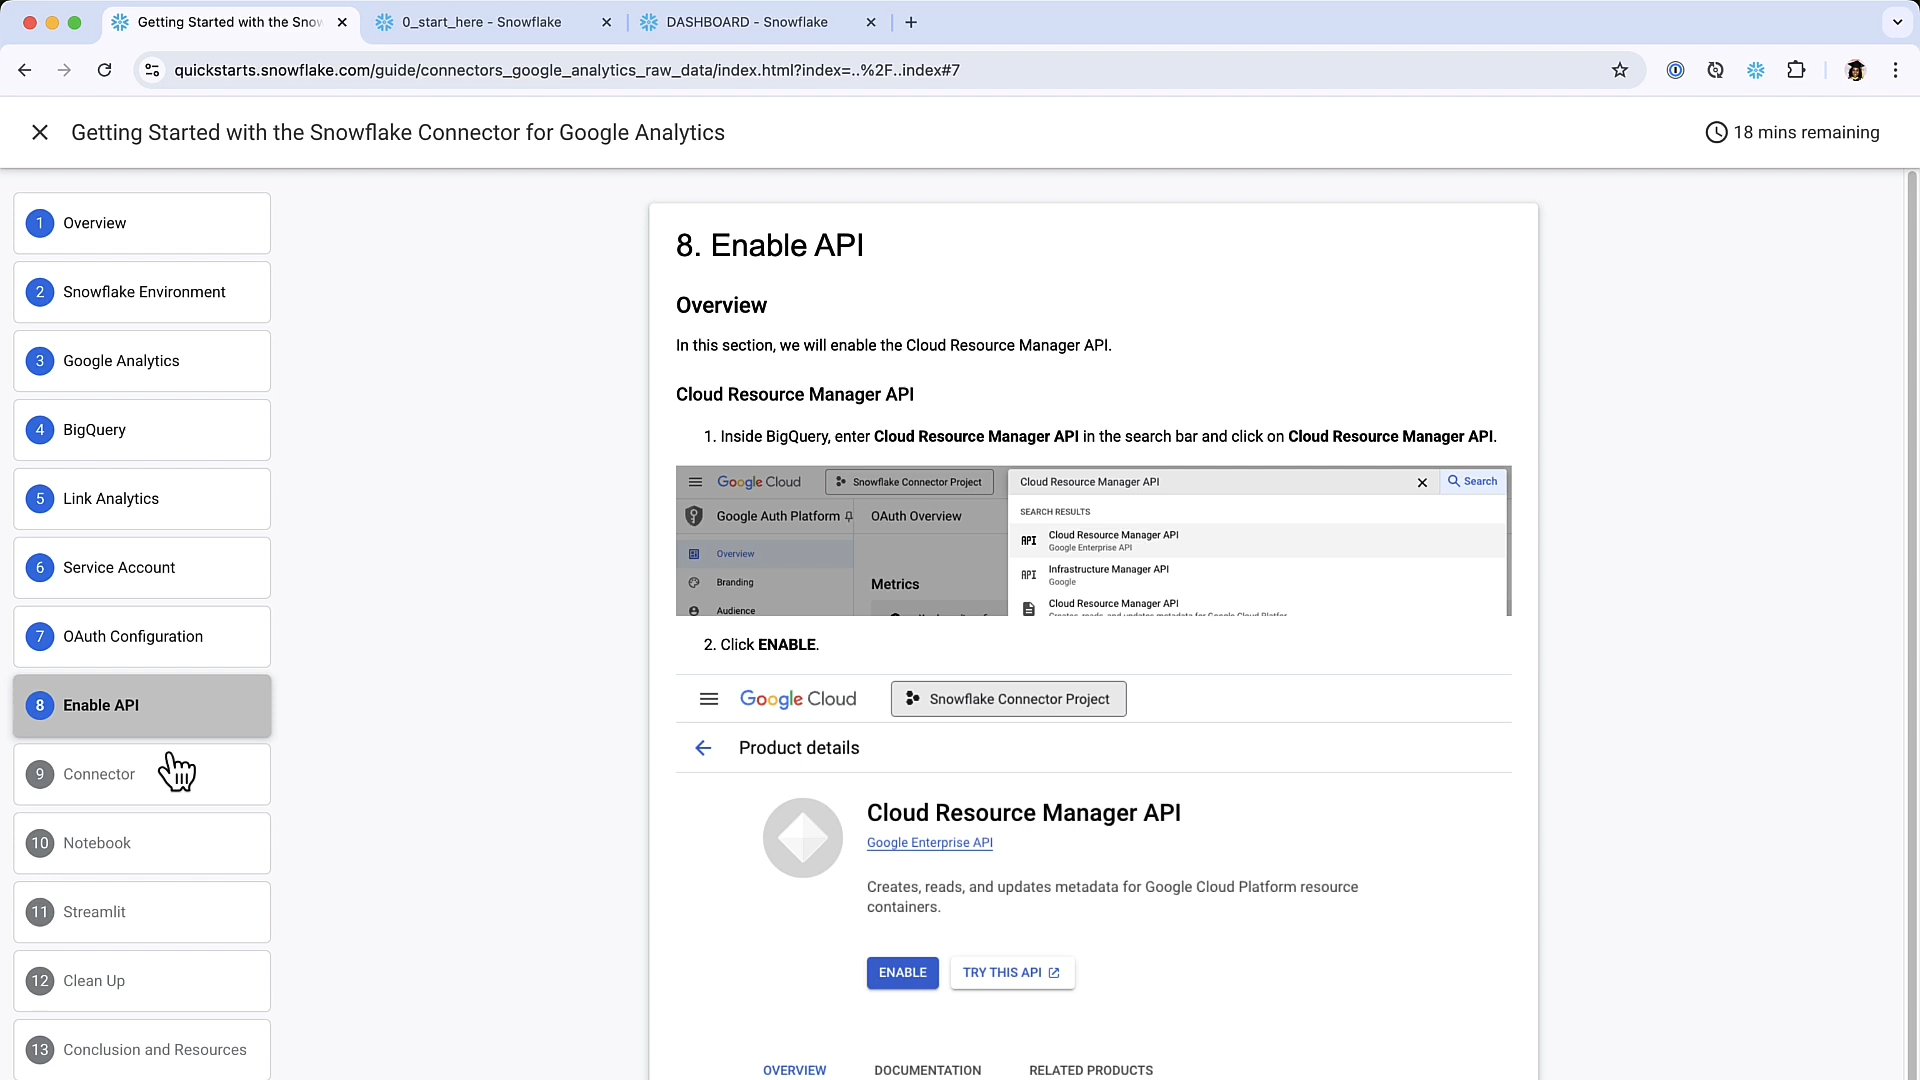 Getting Started with the Snow
0_start_here - Snowflake
DASHBOARD - Snowflake
quickstarts.snowflake.com/guide/connectors_google_analytics_raw_data/index.html?index=..%2F..index#7
Getting Started with the Snowflake Connector for Google Analytics
18 mins remaining
1 Overview
2 Snowflake Environment
3 Google Analytics
4 BigQuery
5 Link Analytics
6 Service Account
7 OAuth Configuration
8 Enable API
9 Connector
10 Notebook
11 Streamlit
12 Clean Up
13 Conclusion and Resources
8. Enable API
Overview
In this section, we will enable the Cloud Resource Manager API.
Cloud Resource Manager API
1. Inside BigQuery, enter Cloud Resource Manager API in the search bar and click on Cloud Resource Manager API.
Google Cloud
Snowflake Connector Project
Cloud Resource Manager API
Search
Google Auth Platform
OAuth Overview
SEARCH RESULTS
API Cloud Resource Manager API
Google Enterprise API
Overview
API Infrastructure Manager API
Google
Branding
Metrics
Cloud Resource Manager API
Audience
2. Click ENABLE.
Google Cloud
Snowflake Connector Project
Product details
Cloud Resource Manager API
Google Enterprise API
Creates, reads, and updates metadata for Google Cloud Platform resource
containers.
ENABLE
TRY THIS API
OVERVIEW
DOCUMENTATION
RELATED PRODUCTS